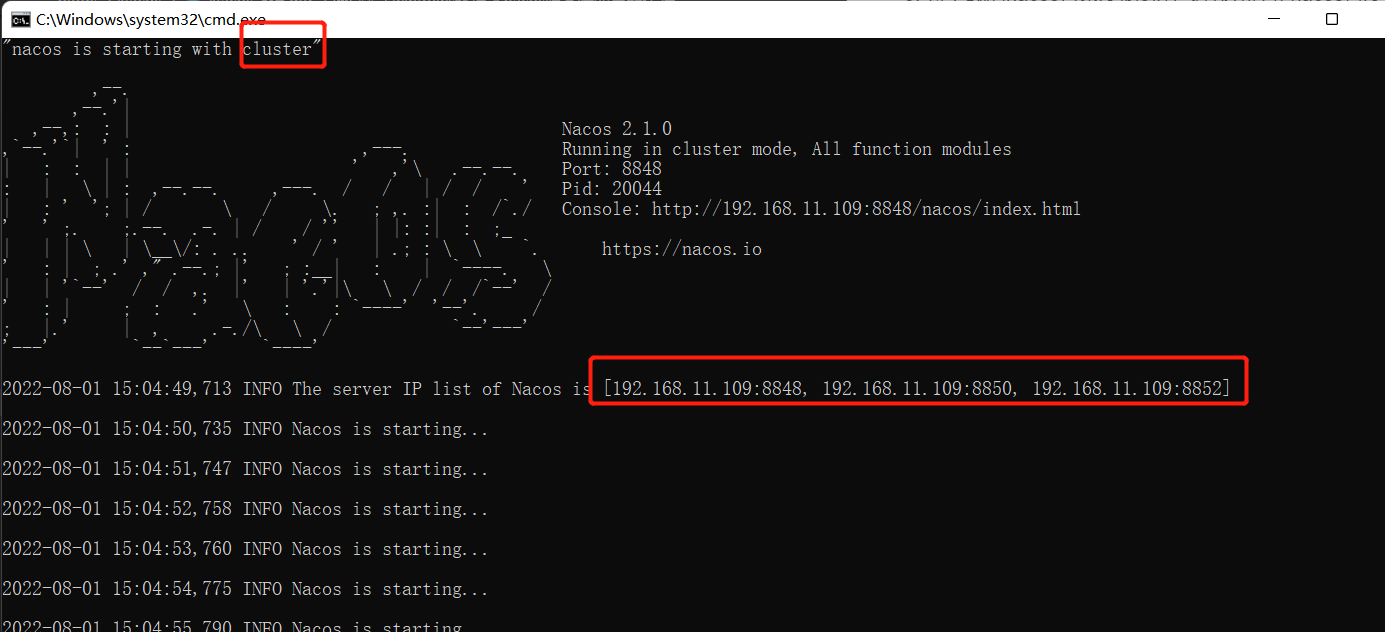 C:\Windows\system32\cmd.exe
"nacos is starting with cluster"
Nacos 2.1.0
Running in cluster mode, All function modules
Port: 8848
Pid: 20044
Console: http://192.168.11.109:8848/nacos/index.html
https://nacos.io
2022-08-01 15:04:49,713 INFO The server IP list of Nacos is [192.168.11.109:8848, 192.168.11.109:8850, 192.168.11.109:8852]
2022-08-01 15:04:50,735 INFO Nacos is starting...
2022-08-01 15:04:51,747 INFO Nacos is starting...
2022-08-01 15:04:52,758 INFO Nacos is starting...
2022-08-01 15:04:53,760 INFO Nacos is starting...
2022-08-01 15:04:54,775 INFO Nacos is starting...
2022-08-01 15:04:55,790 INFO Nacos is starting